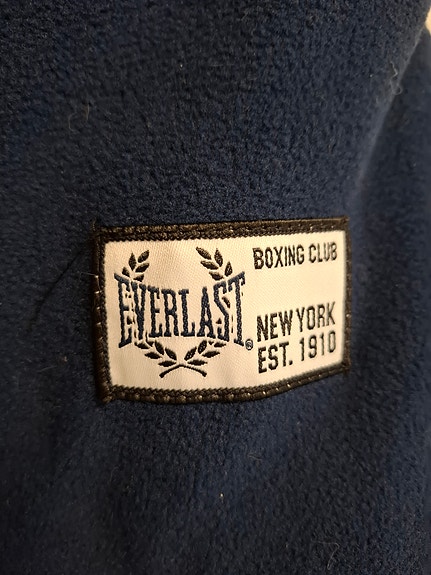 EVERLAST®
BOXING CLUB
NEW YORK
EST. 1910